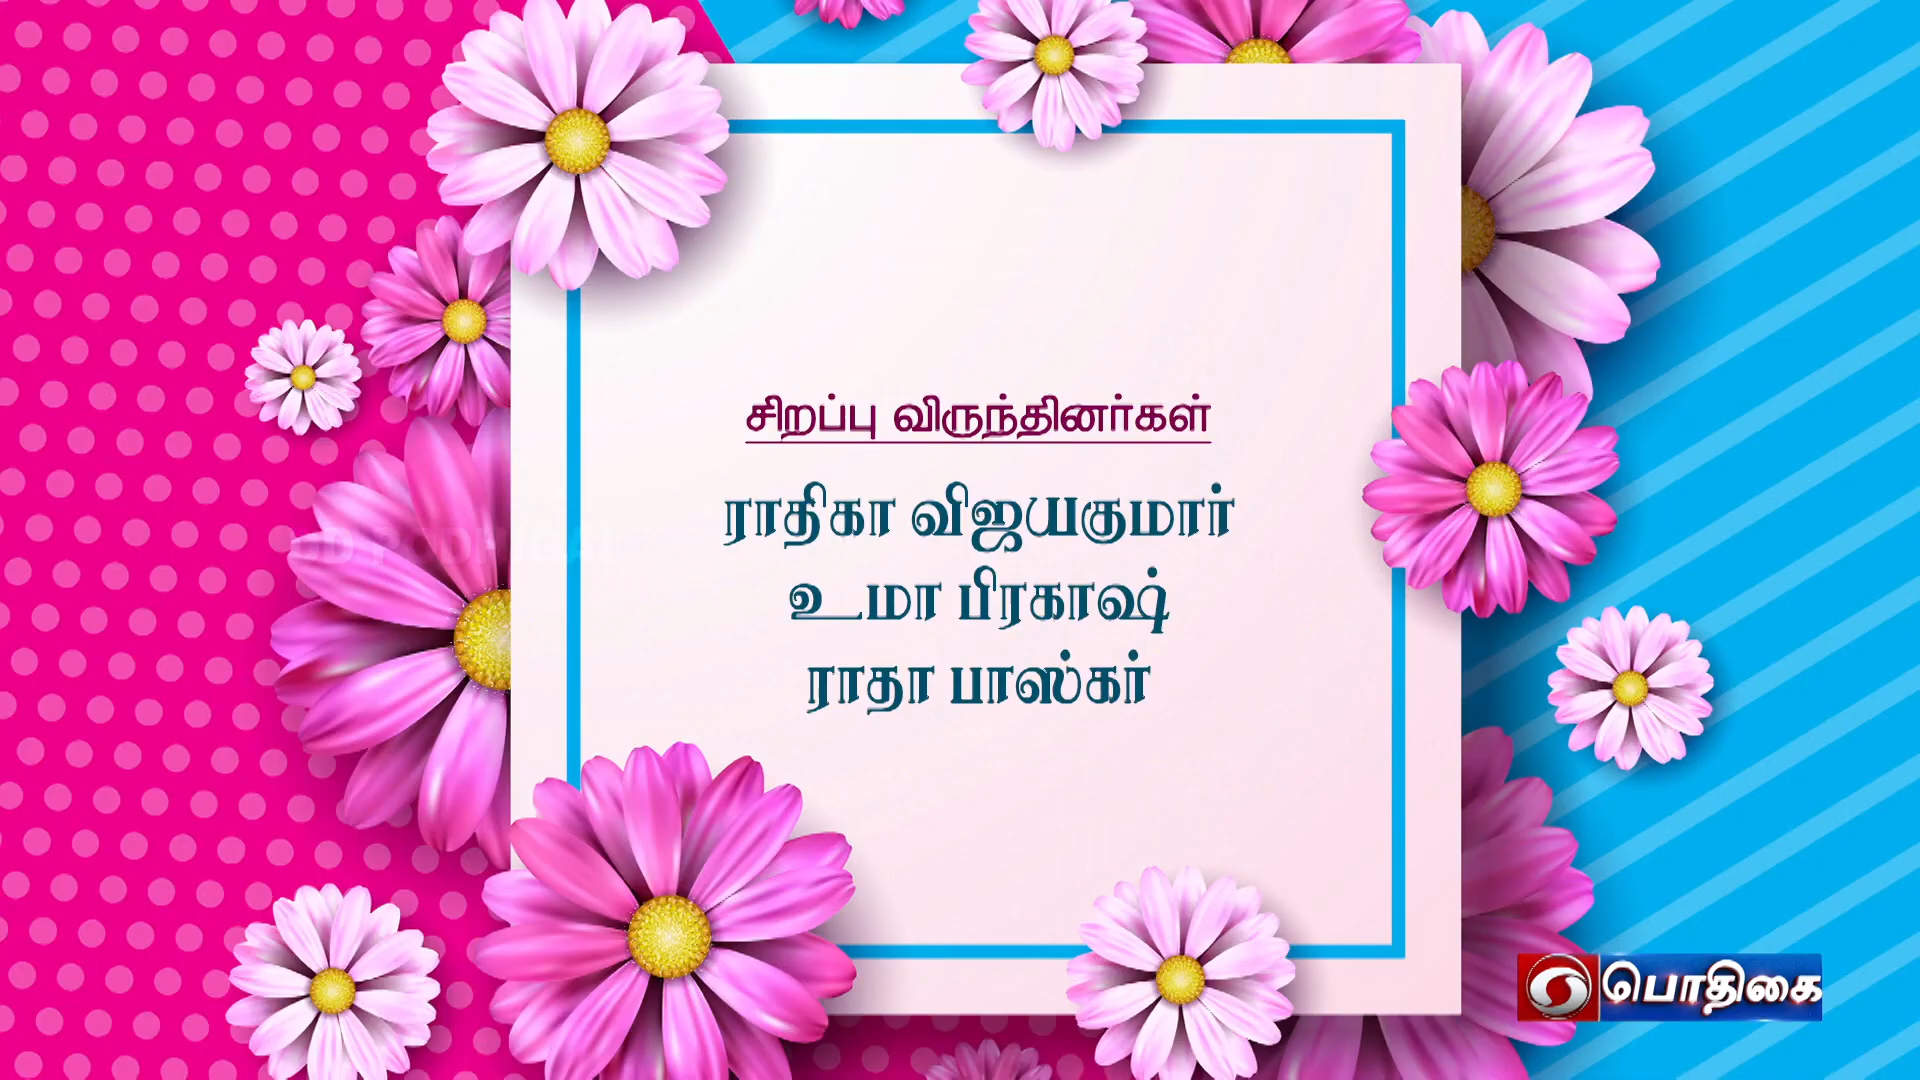 சிறப்பு விருந்தினர்கள்
ராதிகா விஜயகுமார்
உமா பிரகாஷ்
ராதா பாஸ்கர்
பொதிகை